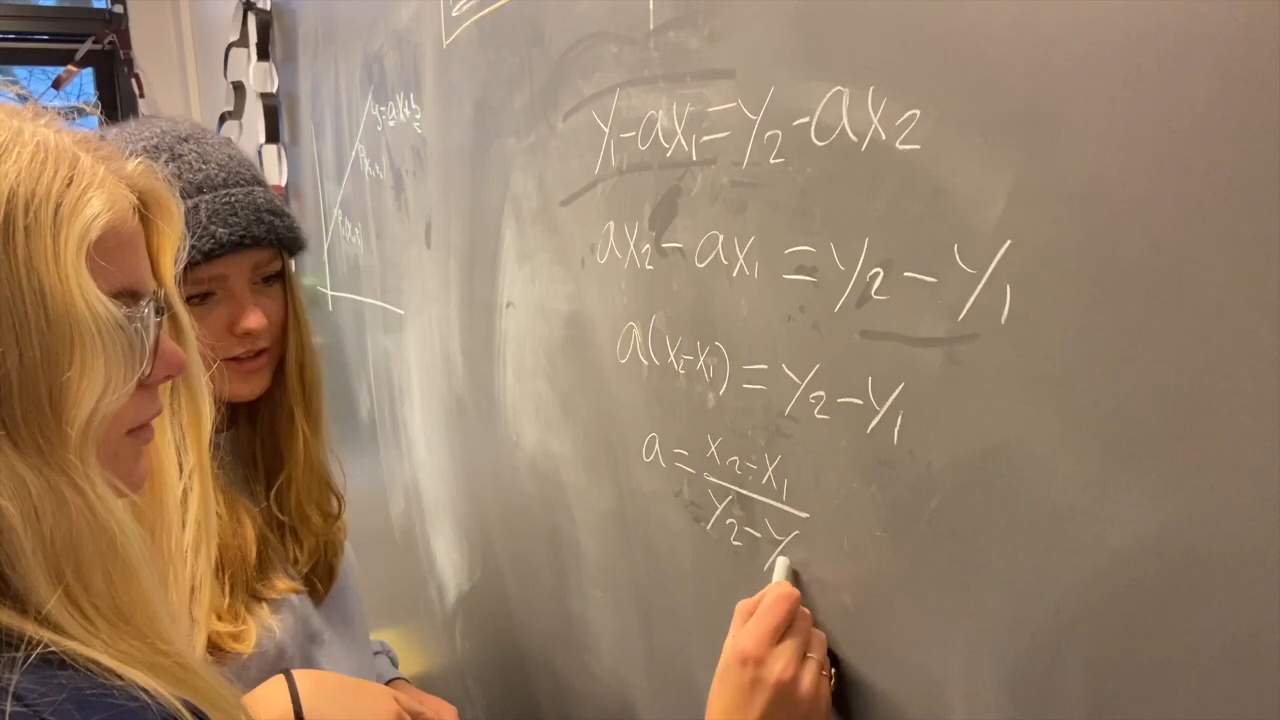 y=ax+b
y₁-ax₁=y₂-ax₂
ax₂-ax₁=y₂-y₁
a(x₂-x₁)=y₂-y₁
a=x₂-x₁
y₂-y